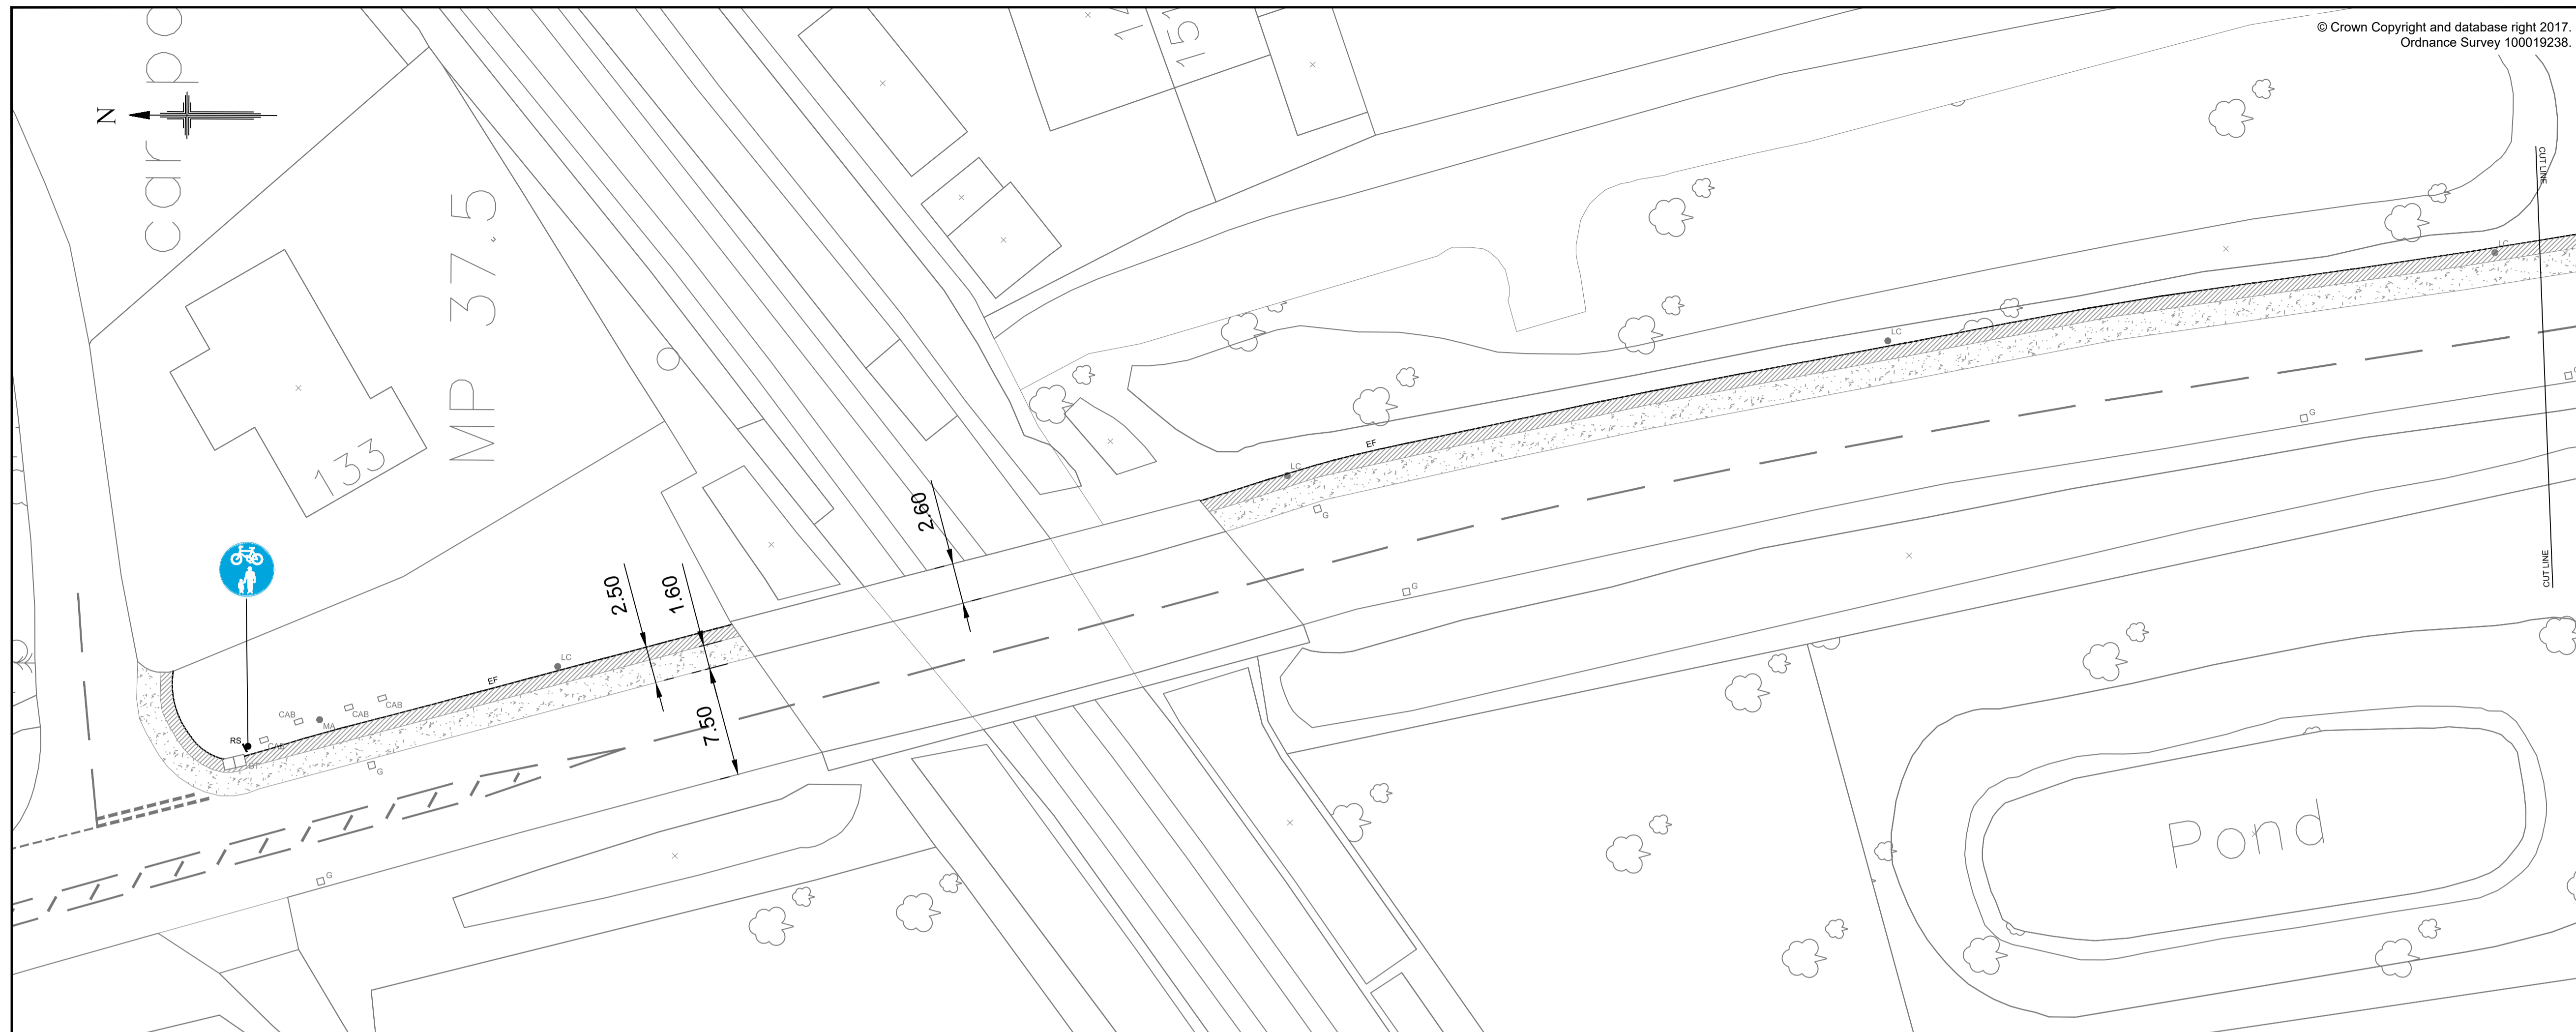 © Crown Copyright and database right 2017.
Ordnance Survey 100019238.
N
MP 37.5
133
CUT LINE
LC
LC
EF
LC
G
G
G
2.60
2.50
1.60
7.50
LC
EF
CAB
CAB
CAB
MA
RS
CAB
G
G
CUT LINE
Pond